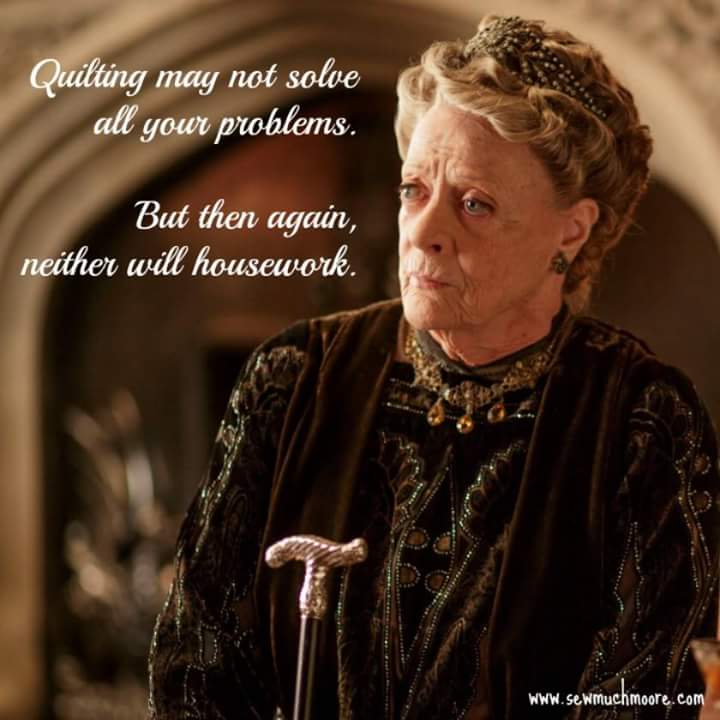 Quilting may not solve
all your problems.
But then again,
neither will housework.
www.sewmuchmoore.com